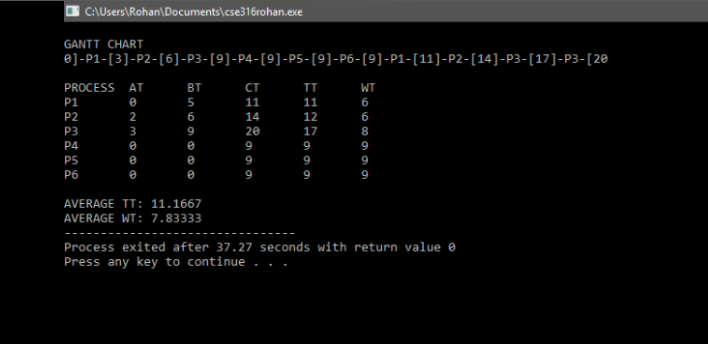 C:\Users\Rohan\Documents\cse316rohan.exe
GANTT CHART
0]-P1-[3]-P2-[6]-P3-[9]-P4-[9]-P5-[9]-P6-[9]-P1-[11]-P2-[14]-P3-[17]-P3-[20
PROCESS AT BT CT TT WT
P1 0 5 11 11 6
P2 2 6 14 12 6
P3 3 9 20 17 8
P4 0 0 9 9 9
P5 0 0 9 9 9
P6 0 0 9 9 9
AVERAGE TT: 11.1667
AVERAGE WT: 7.83333
--------------------------------
Process exited after 37.27 seconds with return value 0
Press any key to continue . . .